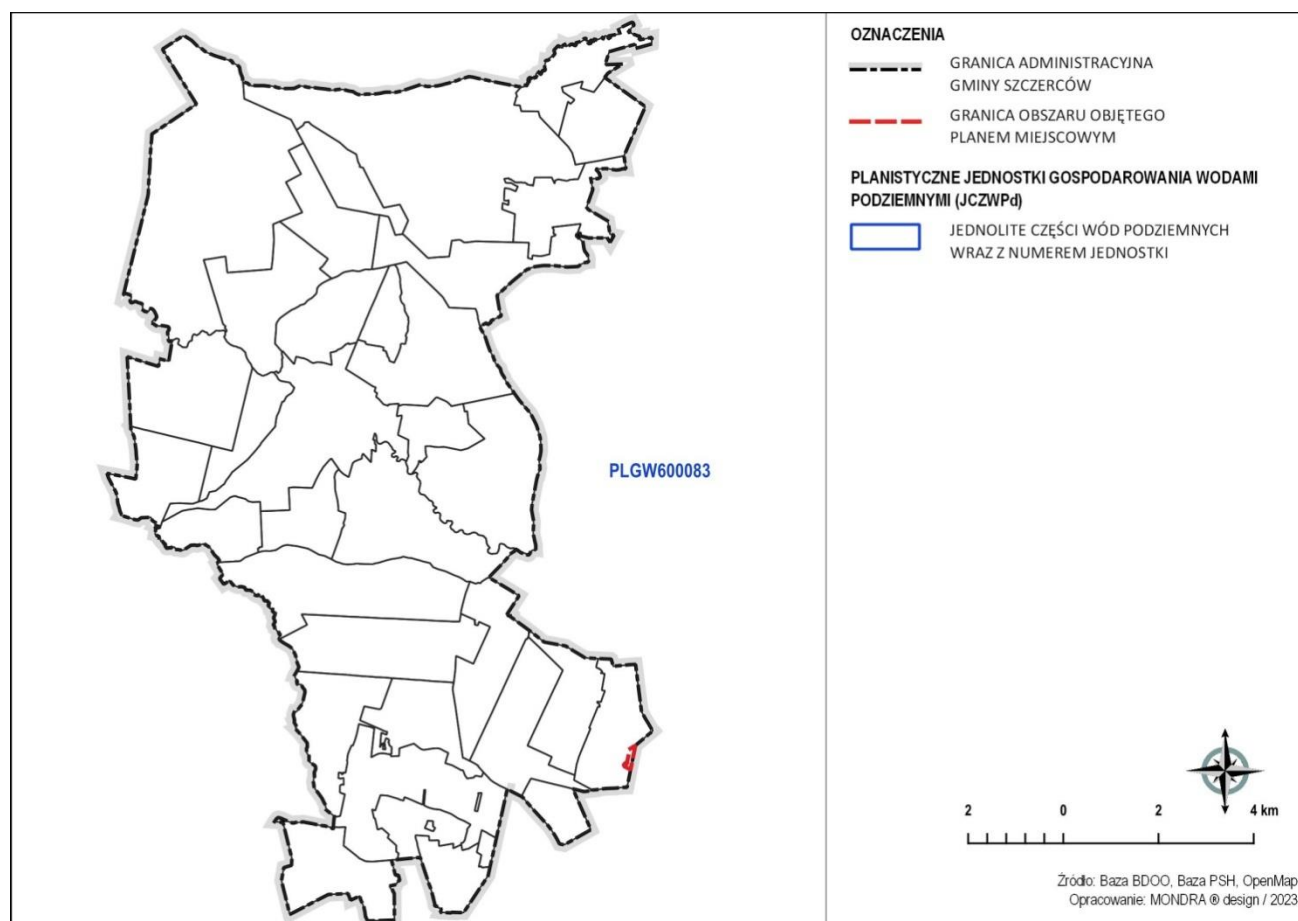 OZNACZENIA
GRANICA ADMINISTRACYJNA
GMINY SZCZERCÓW
GRANICA OBSZARU OBJĘTEGO
PLANEM MIEJSCOWYM
PLANISTYCZNE JEDNOSTKI GOSPODAROWANIA WODAMI
PODZIEMNYMI (JCZWPd)
JEDNOLITE CZĘŚCI WÓD PODZIEMNYCH
WRAZ Z NUMEREM JEDNOSTKI
PLGW600083
2 0 2 4 km
Źródło: Baza BDOO, Baza PSH, OpenMap
Opracowanie: MONDRA ® design / 2023